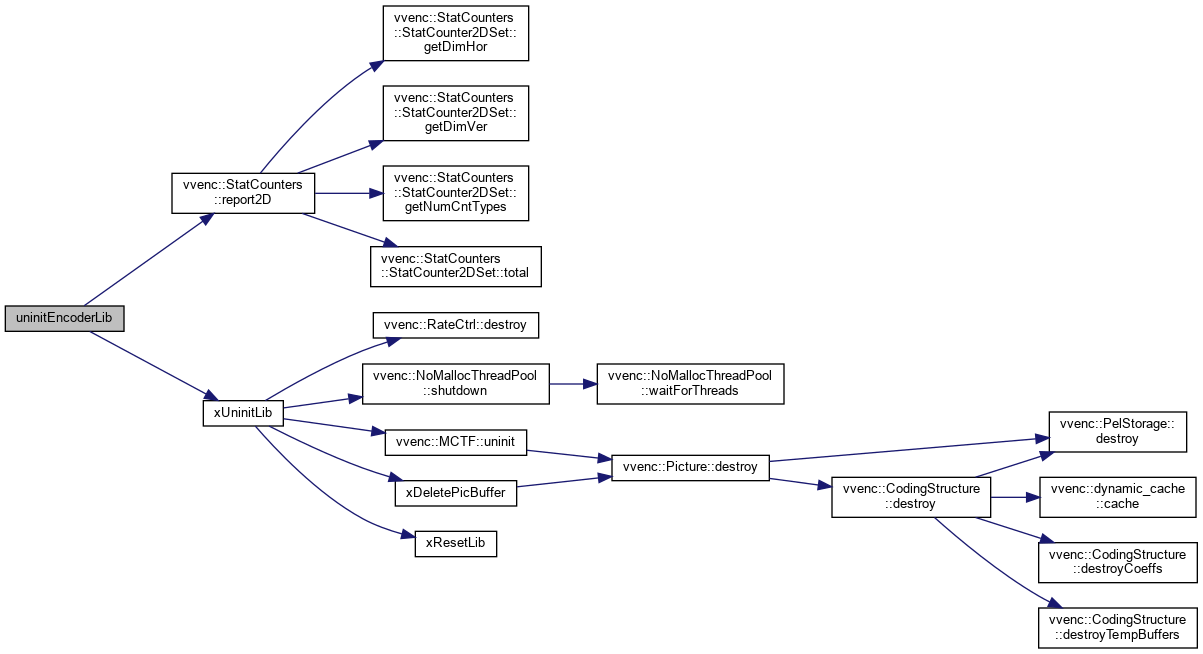 vvenc::StatCounters
::StatCounter2DSet::
getDimHor
vvenc::StatCounters
::StatCounter2DSet::
getDimVer
vvenc::StatCounters
::report2D
vvenc::StatCounters
::StatCounter2DSet::
getNumCntTypes
vvenc::StatCounters
::StatCounter2DSet::total
uninitEncoderLib
vvenc::RateCtrl::destroy
vvenc::NoMallocThreadPool
::shutdown
vvenc::NoMallocThreadPool
::waitForThreads
xUninitLib
vvenc::MCTF::uninit
vvenc::PelStorage::
destroy
vvenc::Picture::destroy
xDeletePicBuffer
vvenc::CodingStructure
::destroy
vvenc::dynamic_cache
::cache
xResetLib
vvenc::CodingStructure
::destroyCoeffs
vvenc::CodingStructure
::destroyTempBuffers